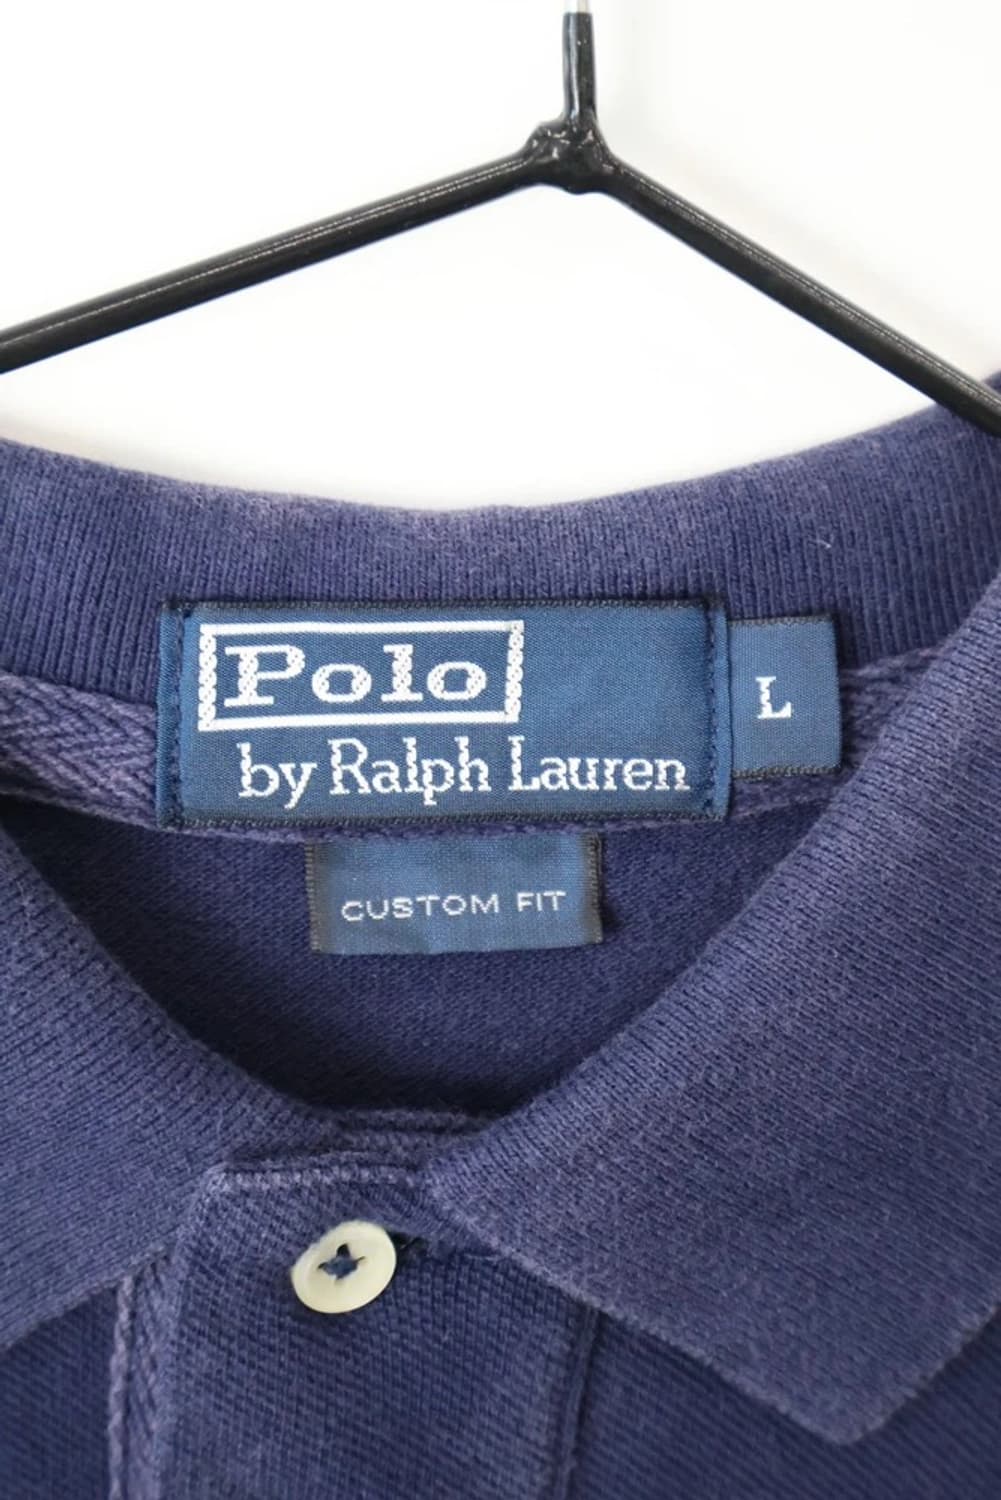 Polo
by Ralph Lauren
L
CUSTOM FIT